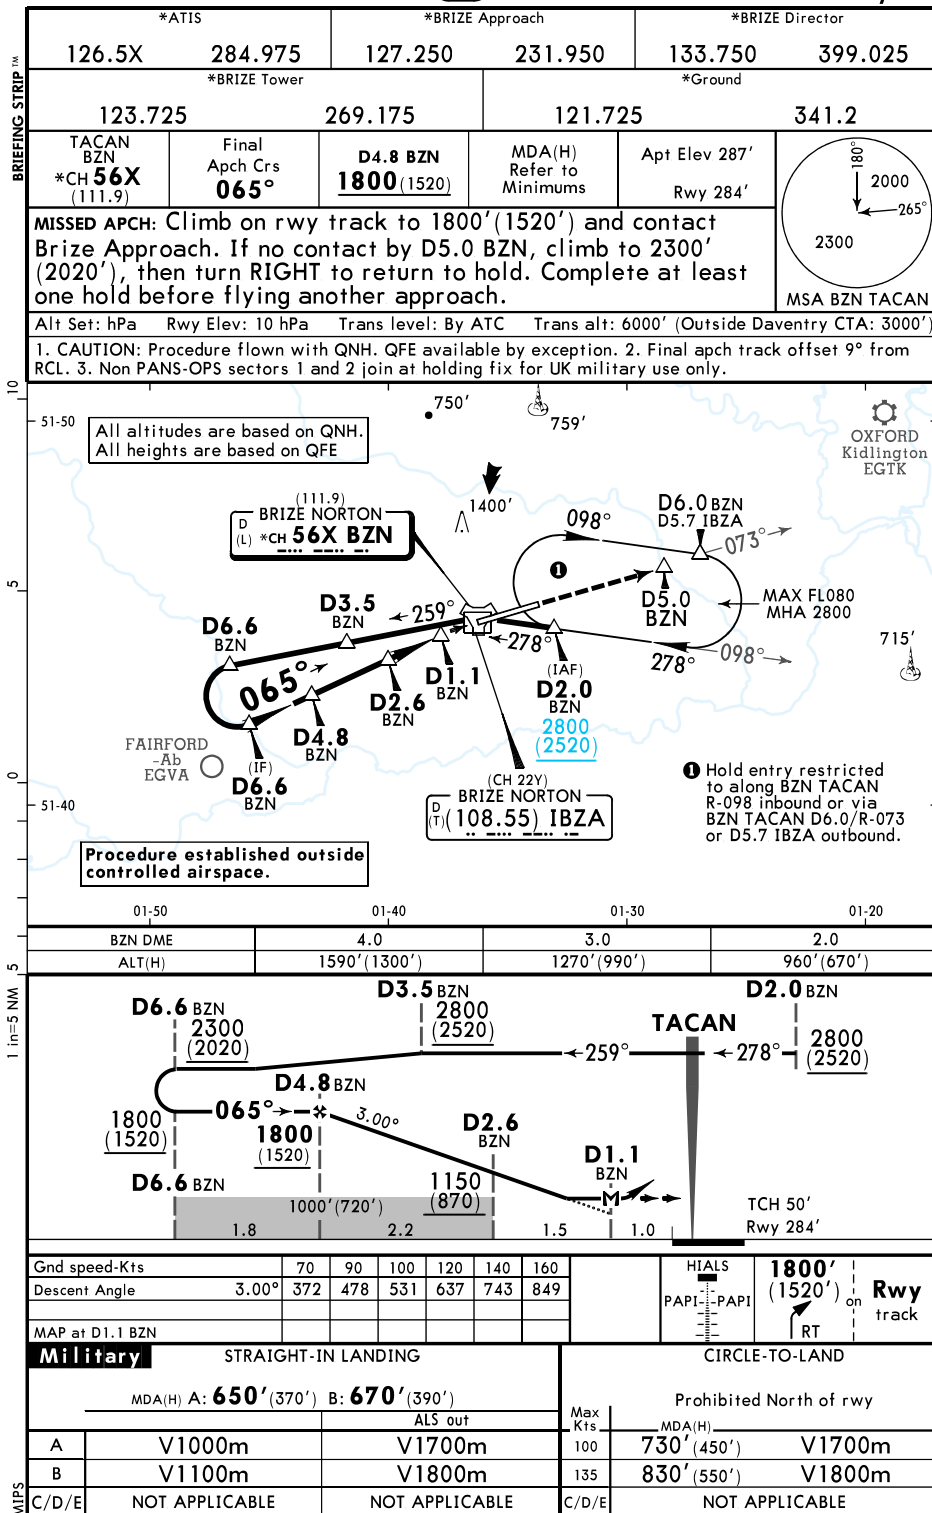 *ATIS
*BRIZE Approach
*BRIZE Director
126.5X 284.975
127.250 231.950
133.750 399.025
*BRIZE Tower
*Ground
123.725 269.175
121.725 341.2
BRIEFING STRIP TM
TACAN
BZN
*CH 56X
(111.9)
Final
Apch Crs
065°
D4.8 BZN
1800(1520)
MDA(H)
Refer to
Minimums
Apt Elev 287'
Rwy 284'
180°
2000
265°
2300
MSA BZN TACAN
MISSED APCH: Climb on rwy track to 1800'(1520') and contact
Brize Approach. If no contact by D5.0 BZN, climb to 2300'
(2020'), then turn RIGHT to return to hold. Complete at least
one hold before flying another approach.
Alt Set: hPa Rwy Elev: 10 hPa Trans level: By ATC Trans alt: 6000' (Outside Daventry CTA: 3000')
1. CAUTION: Procedure flown with QNH. QFE available by exception. 2. Final apch track offset 9° from
RCL. 3. Non PANS-OPS sectors 1 and 2 join at holding fix for UK military use only.
10
51-50
750'
759'
All altitudes are based on QNH.
All heights are based on QFE
OXFORD
Kidlington
EGTK
(111.9)
BRIZE NORTON
D
(L)
*CH 56X BZN
1400'
098°
D6.0 BZN
D5.7 IBZA
073°
1
5
D5.0
BZN
MAX FL080
MHA 2800
D3.5
BZN
259°
D6.6
BZN
278°
278°
098°
715'
065°
D1.1
BZN
(IAF)
D2.0
BZN
2800
(2520)
D2.6
BZN
D4.8
BZN
FAIRFORD
-Ab
EGVA
(IF)
D6.6
BZN
0
51-40
(CH 22Y)
BRIZE NORTON
D
(T)
(108.55) IBZA
1 Hold entry restricted
to along BZN TACAN
R-098 inbound or via
BZN TACAN D6.0/R-073
or D5.7 IBZA outbound.
Procedure established outside
controlled airspace.
01-50 01-40 01-30 01-20
5
1 in=5 NM
BZN DME 4.0 3.0 2.0
ALT(H) 1590'(1300') 1270'(990') 960'(670')
D6.6 BZN
2300
(2020)
D3.5 BZN
2800
(2520)
TACAN
D2.0 BZN
2800
(2520)
259°
278°
D4.8 BZN
065°
3.00°
1800
(1520)
1800
(1520)
D2.6
BZN
D1.1
BZN
M
D6.6 BZN
1150
(870)
1000'(720')
1.8 2.2 1.5 1.0
TCH 50'
Rwy 284'
Gnd speed-Kts 70 90 100 120 140 160
Descent Angle 3.00° 372 478 531 637 743 849
MAP at D1.1 BZN
HIALS
PAPI PAPI
1800'
(1520')
RT
on
Rwy
track
Military
STRAIGHT-IN LANDING
CIRCLE-TO-LAND
MDA(H) A: 650'(370') B: 670'(390')
ALS out
Prohibited North of rwy
Max
Kts
MDA(H)
A V1000m V1700m
100 730'(450') V1700m
B V1100m V1800m
135 830'(550') V1800m
C/D/E NOT APPLICABLE NOT APPLICABLE
C/D/E NOT APPLICABLE